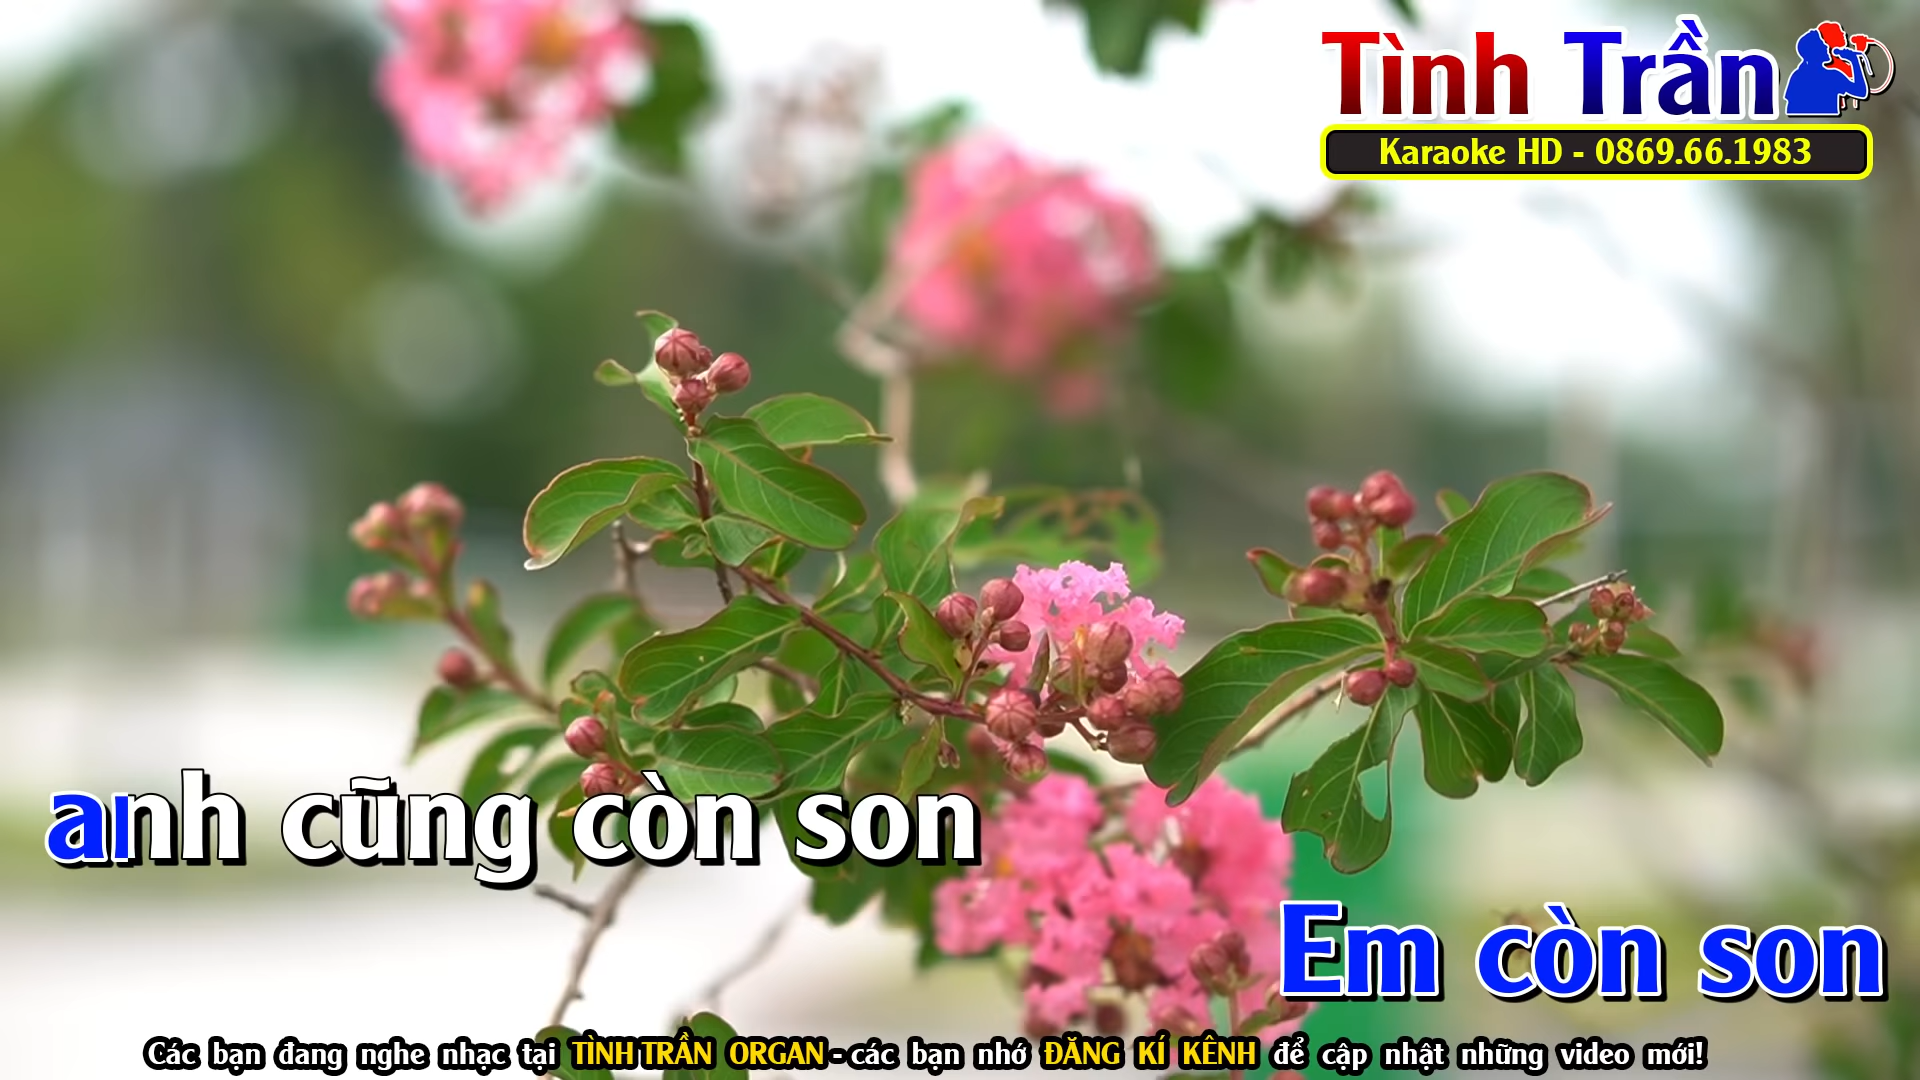 Tình Trần
Karaoke HD - 0869.66.1983
anh cũng còn son
Em còn son
Các bạn đang nghe nhạc tại TÌNH TRẦN ORGAN - các bạn nhớ ĐĂNG KÍ KÊNH để cập nhật những video mới!